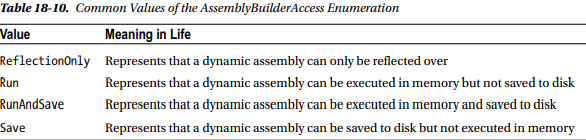 Table 18-10. Common Values of the AssemblyBuilderAccess Enumeration
Value Meaning in Life
ReflectionOnly Represents that a dynamic assembly can only be reflected over
Run Represents that a dynamic assembly can be executed in memory but not saved to disk
RunAndSave Represents that a dynamic assembly can be executed in memory and saved to disk
Save Represents that a dynamic assembly can be saved to disk but not executed in memory